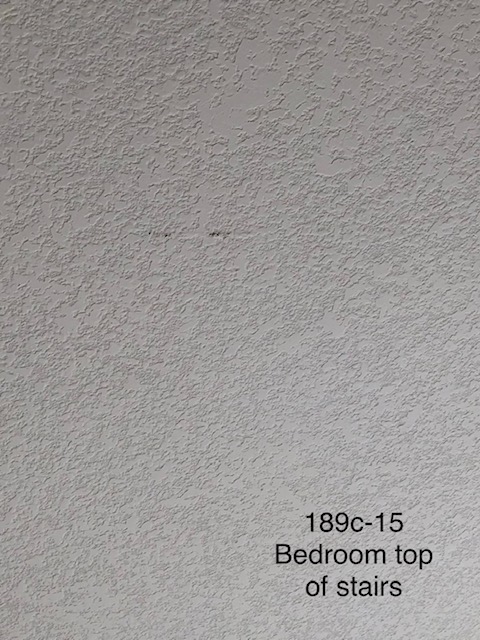 189c-15
Bedroom top
of stairs